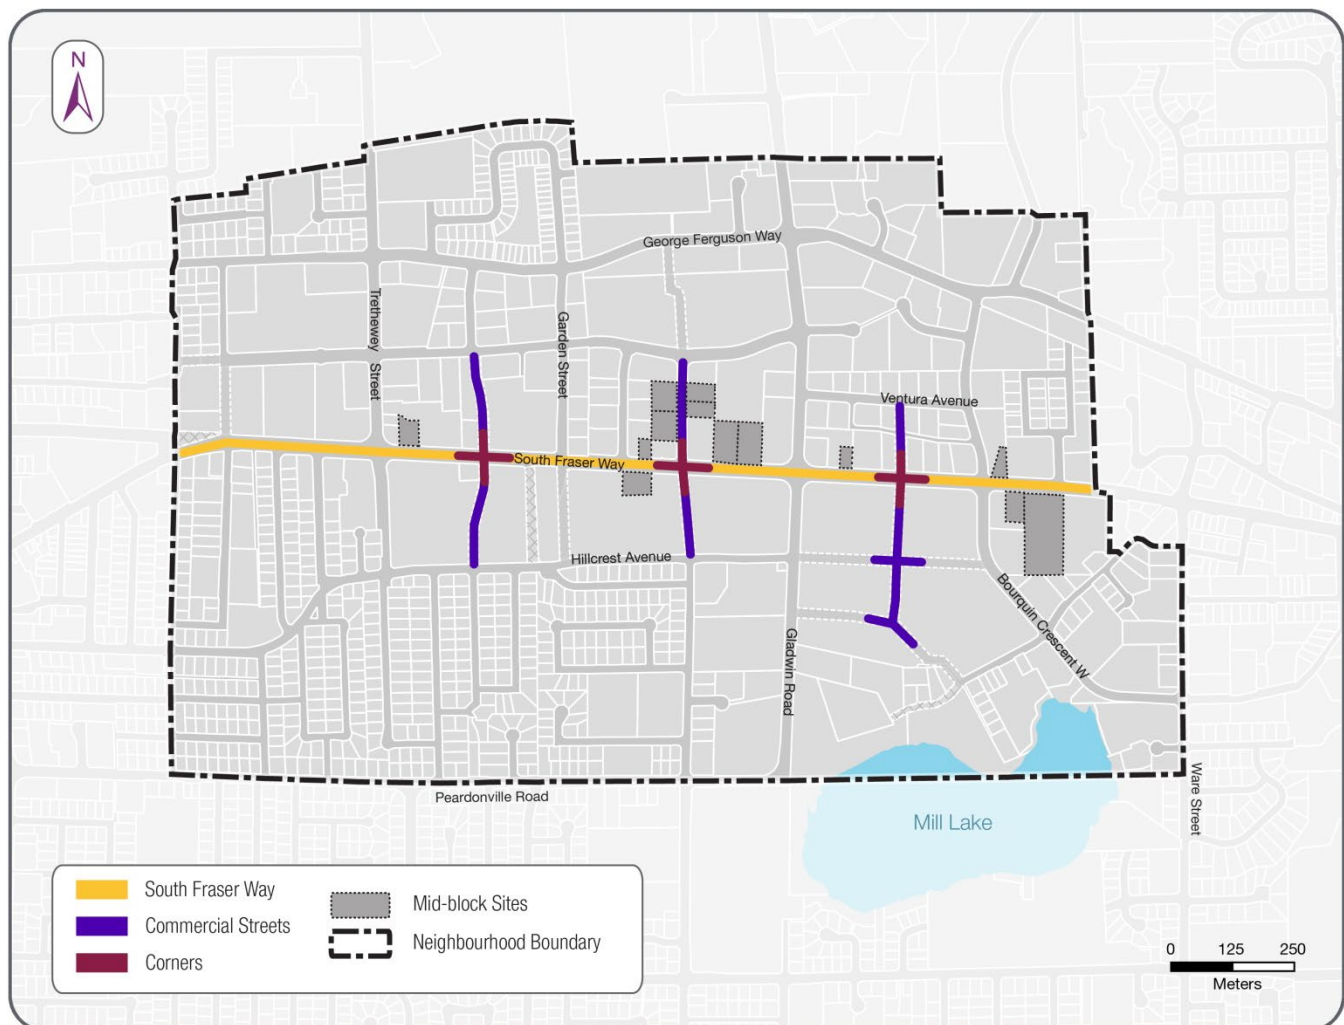 N
George Ferguson Way
Trethewey Street
Garden Street
Ventura Avenue
South Fraser Way
Hillcrest Avenue
Bourquin Crescent W
Gladwin Road
Ware Street
Peardonville Road
Mill Lake
South Fraser Way
Commercial Streets
Corners
Mid-block Sites
Neighbourhood Boundary
0 125 250
Meters